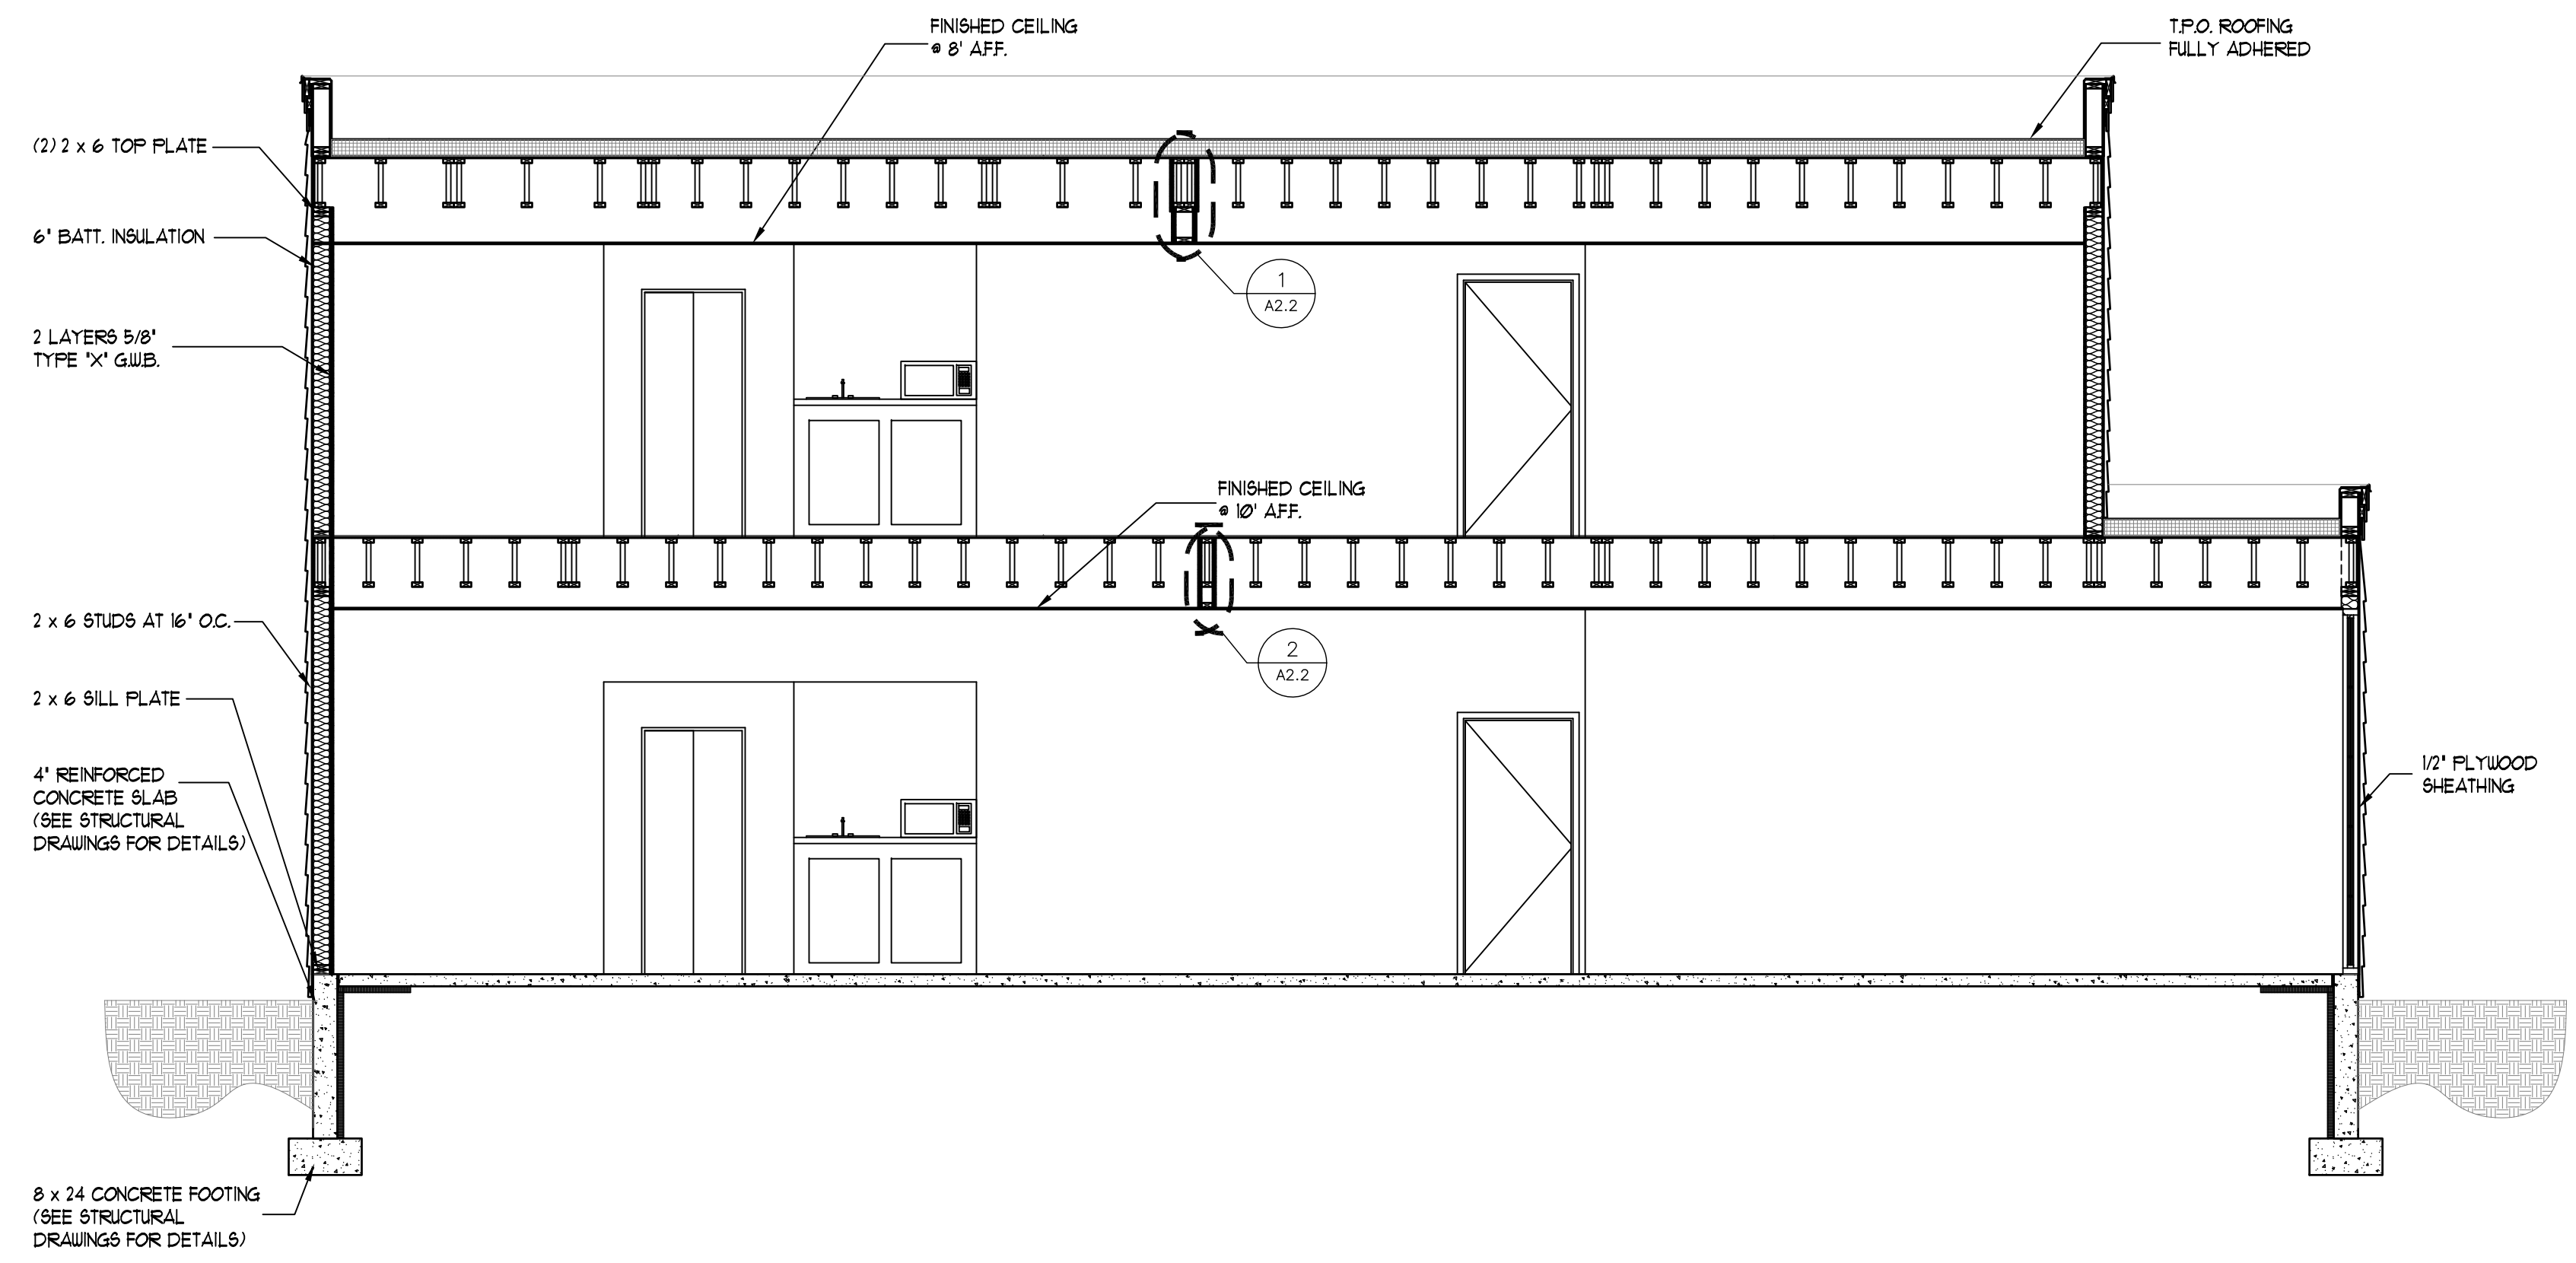 FINISHED CEILING
@ 8' A.F.F.
T.P.O. ROOFING
FULLY ADHERED
(2) 2 x 6 TOP PLATE
6" BATT. INSULATION
1
A2.2
2 LAYERS 5/8"
TYPE "X" G.W.B.
FINISHED CEILING
@ 10' A.F.F.
2 x 6 STUDS AT 16" O.C.
2
A2.2
2 x 6 SILL PLATE
4" REINFORCED
CONCRETE SLAB
(SEE STRUCTURAL
DRAWINGS FOR DETAILS)
1/2" PLYWOOD
SHEATHING
8 x 24 CONCRETE FOOTING
(SEE STRUCTURAL
DRAWINGS FOR DETAILS)